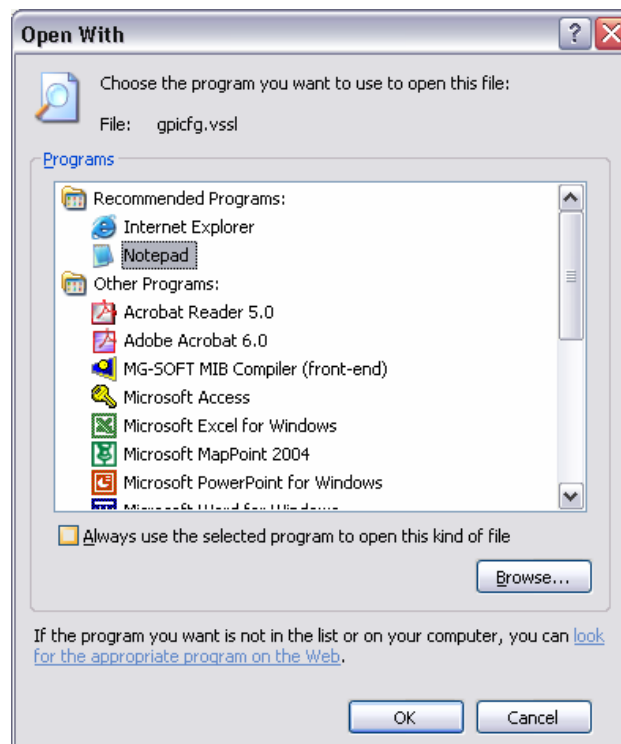 Open With
Choose the program you want to use to open this file:
File: gpicfg.vssl
Programs
Recommended Programs:
Internet Explorer
Notepad
Other Programs:
Acrobat Reader 5.0
Adobe Acrobat 6.0
MG-SOFT MIB Compiler (front-end)
Microsoft Access
Microsoft Excel for Windows
Microsoft MapPoint 2004
Microsoft PowerPoint for Windows
Microsoft Word for Windows
Always use the selected program to open this kind of file
Browse...
If the program you want is not in the list or on your computer, you can look
for the appropriate program on the Web.
OK Cancel